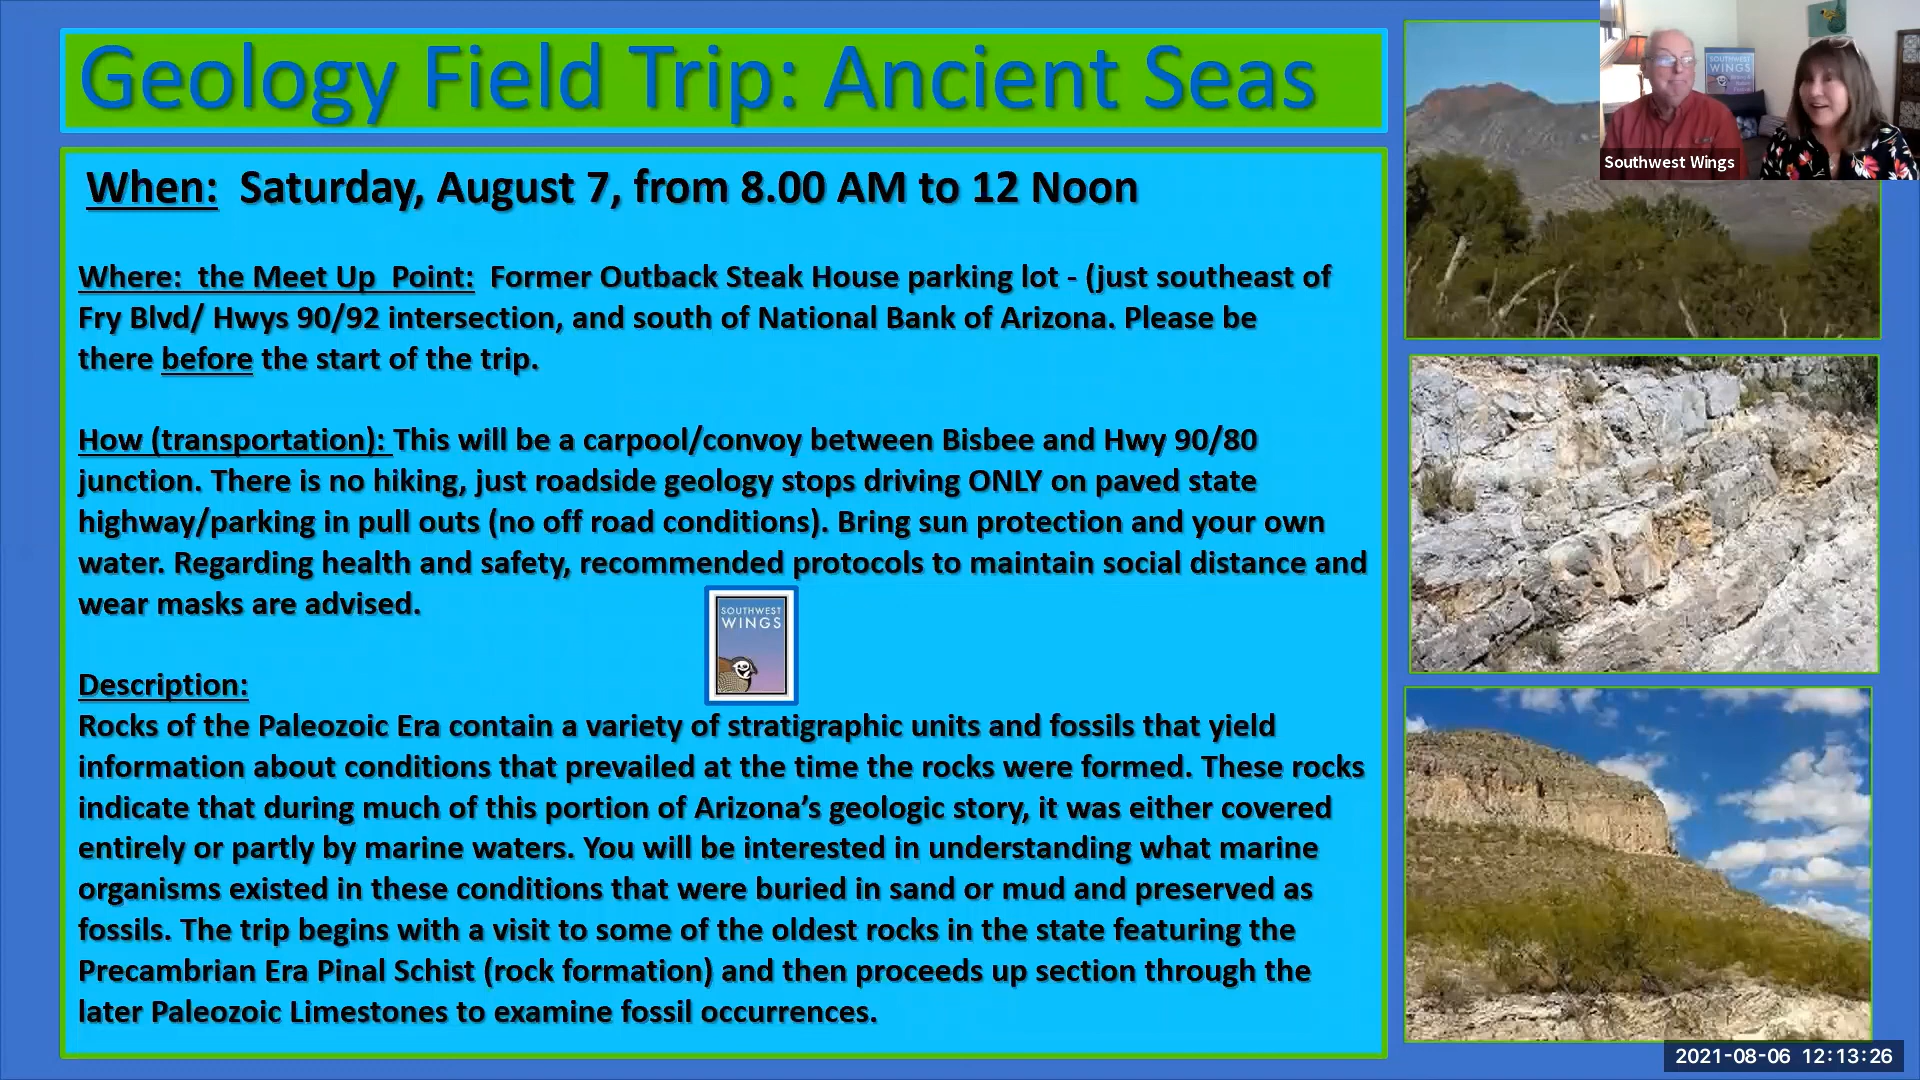 Geology Field Trip: Ancient Seas
SOUTHWEST
WINGS
Southwest Wings
When:  Saturday, August 7, from 8.00 AM to 12 Noon
Where:  the Meet Up  Point:  Former Outback Steak House parking lot - (just southeast of
Fry Blvd/ Hwys 90/92 intersection, and south of National Bank of Arizona. Please be
there before the start of the trip.
How (transportation): This will be a carpool/convoy between Bisbee and Hwy 90/80
junction. There is no hiking, just roadside geology stops driving ONLY on paved state
highway/parking in pull outs (no off road conditions). Bring sun protection and your own
water. Regarding health and safety, recommended protocols to maintain social distance and
wear masks are advised.
SOUTHWEST
WINGS
Description:
Rocks of the Paleozoic Era contain a variety of stratigraphic units and fossils that yield
information about conditions that prevailed at the time the rocks were formed. These rocks
indicate that during much of this portion of Arizona’s geologic story, it was either covered
entirely or partly by marine waters. You will be interested in understanding what marine
organisms existed in these conditions that were buried in sand or mud and preserved as
fossils. The trip begins with a visit to some of the oldest rocks in the state featuring the
Precambrian Era Pinal Schist (rock formation) and then proceeds up section through the
later Paleozoic Limestones to examine fossil occurrences.
2021-08-06 12:13:26